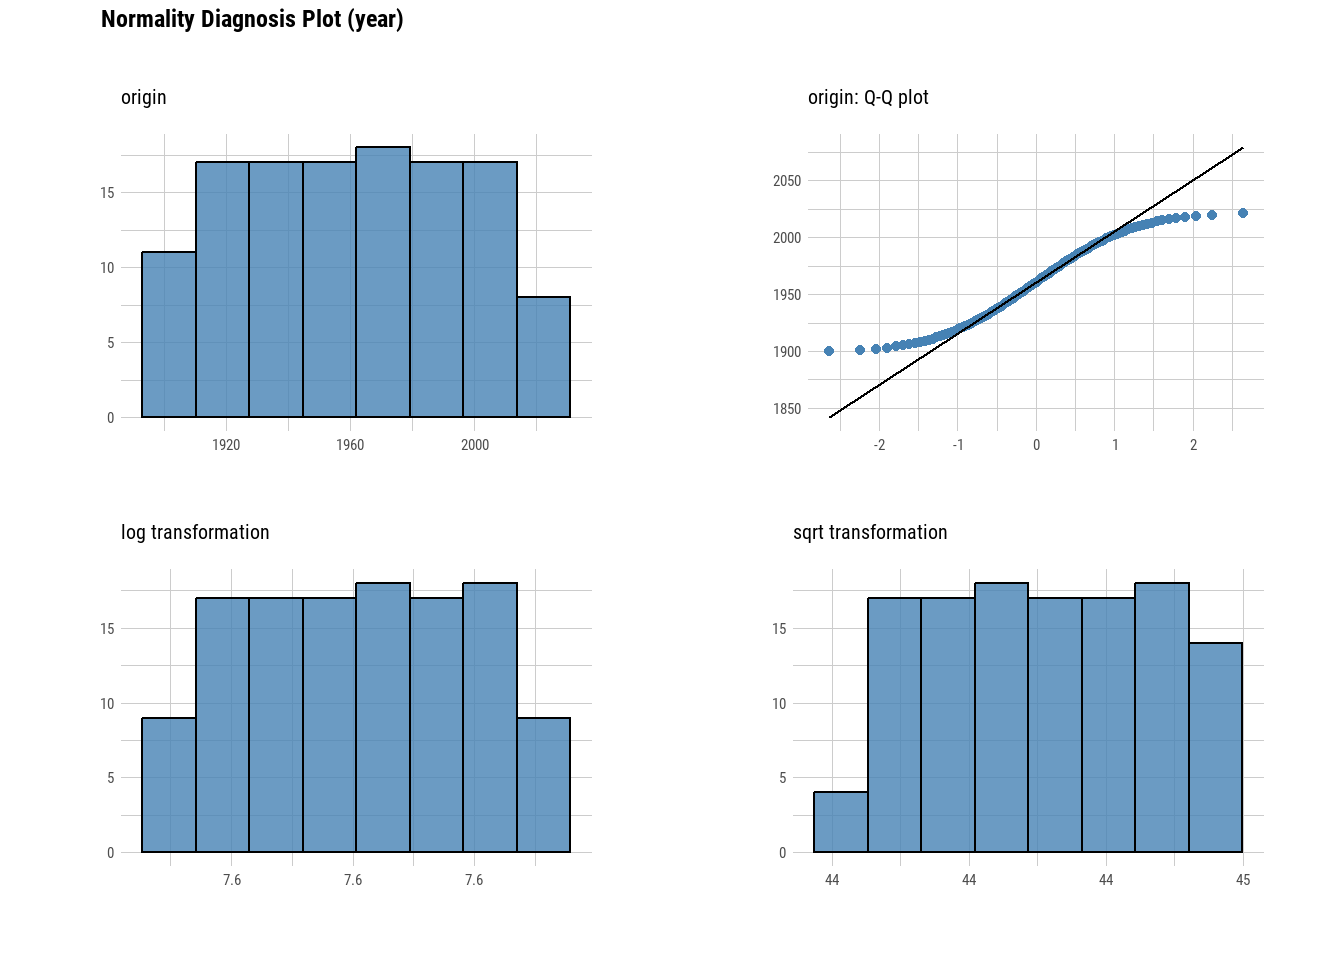 Normality Diagnosis Plot (year)
origin
15
10
5
0
1920 1960 2000
origin: Q-Q plot
2050
2000
1950
1900
1850
-2 -1 0 1 2
log transformation
15
10
5
0
7.6 7.6 7.6
sqrt transformation
15
10
5
0
44 44 44 45